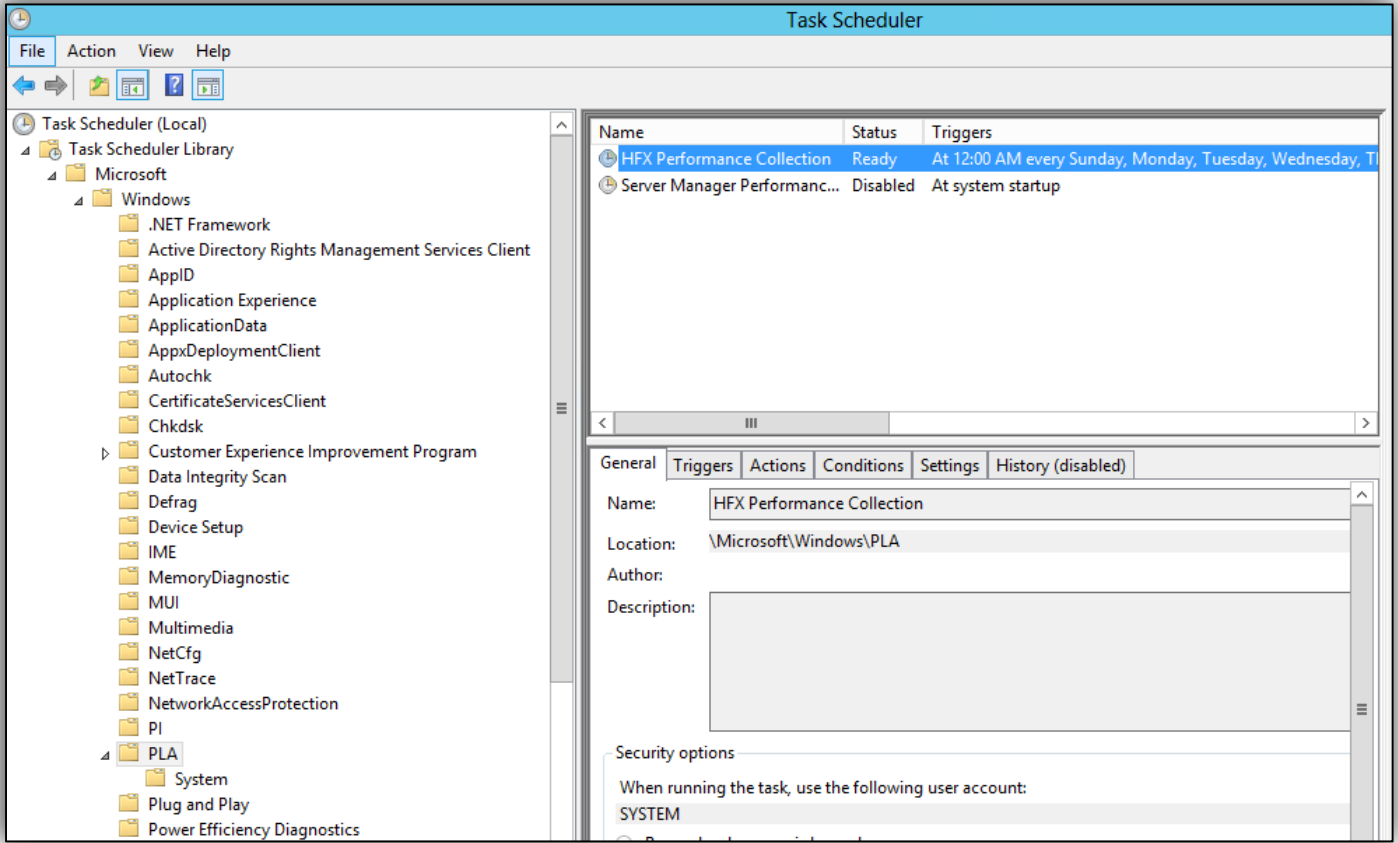 Task Scheduler
File Action View Help
Task Scheduler (Local)
Task Scheduler Library
Microsoft
Windows
.NET Framework
Active Directory Rights Management Services Client
AppID
Application Experience
ApplicationData
AppxDeploymentClient
Autochk
CertificateServicesClient
Chkdsk
Customer Experience Improvement Program
Data Integrity Scan
Defrag
Device Setup
IME
MemoryDiagnostic
MUI
Multimedia
NetCfg
NetTrace
NetworkAccessProtection
PI
PLA
System
Plug and Play
Power Efficiency Diagnostics
Name Status Triggers
HFX Performance Collection Ready At 12:00 AM every Sunday, Monday, Tuesday, Wednesday,
Server Manager Performanc... Disabled At system startup
General Triggers Actions Conditions Settings History (disabled)
Name: HFX Performance Collection
Location: \Microsoft\Windows\PLA
Author:
Description:
Security options
When running the task, use the following user account:
SYSTEM